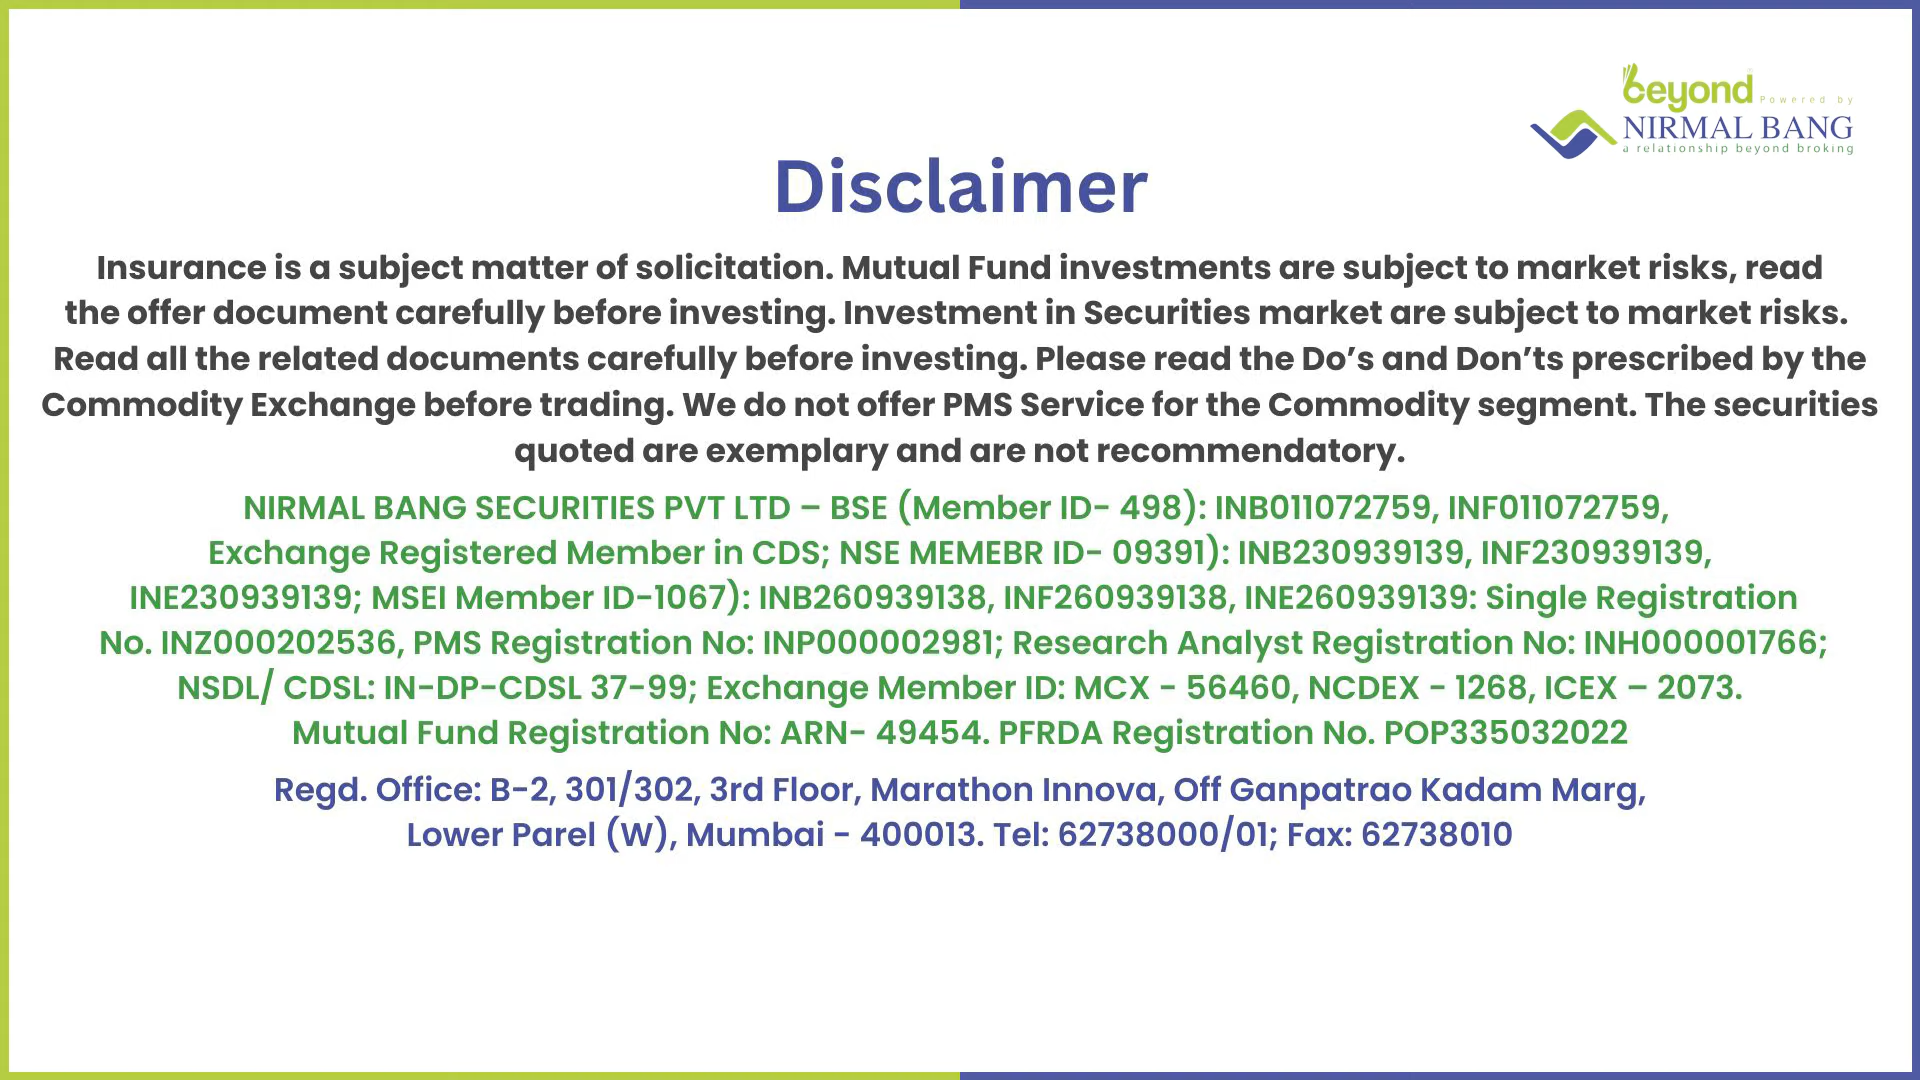 beyond Powered by
NIRMAL BANG
a relationship beyond broking
Disclaimer
Insurance is a subject matter of solicitation. Mutual Fund investments are subject to market risks, read
the offer document carefully before investing. Investment in Securities market are subject to market risks.
Read all the related documents carefully before investing. Please read the Do’s and Don’ts prescribed by the
Commodity Exchange before trading. We do not offer PMS Service for the Commodity segment. The securities
quoted are exemplary and are not recommendatory.
NIRMAL BANG SECURITIES PVT LTD – BSE (Member ID- 498): INB011072759, INF011072759,
Exchange Registered Member in CDS; NSE MEMEBR ID- 09391): INB230939139, INF230939139,
INE230939139; MSEI Member ID-1067): INB260939138, INF260939138, INE260939139: Single Registration
No. INZ000202536, PMS Registration No: INP000002981; Research Analyst Registration No: INH000001766;
NSDL/ CDSL: IN-DP-CDSL 37-99; Exchange Member ID: MCX - 56460, NCDEX - 1268, ICEX – 2073.
Mutual Fund Registration No: ARN- 49454. PFRDA Registration No. POP335032022
Regd. Office: B-2, 301/302, 3rd Floor, Marathon Innova, Off Ganpatrao Kadam Marg,
Lower Parel (W), Mumbai - 400013. Tel: 62738000/01; Fax: 62738010